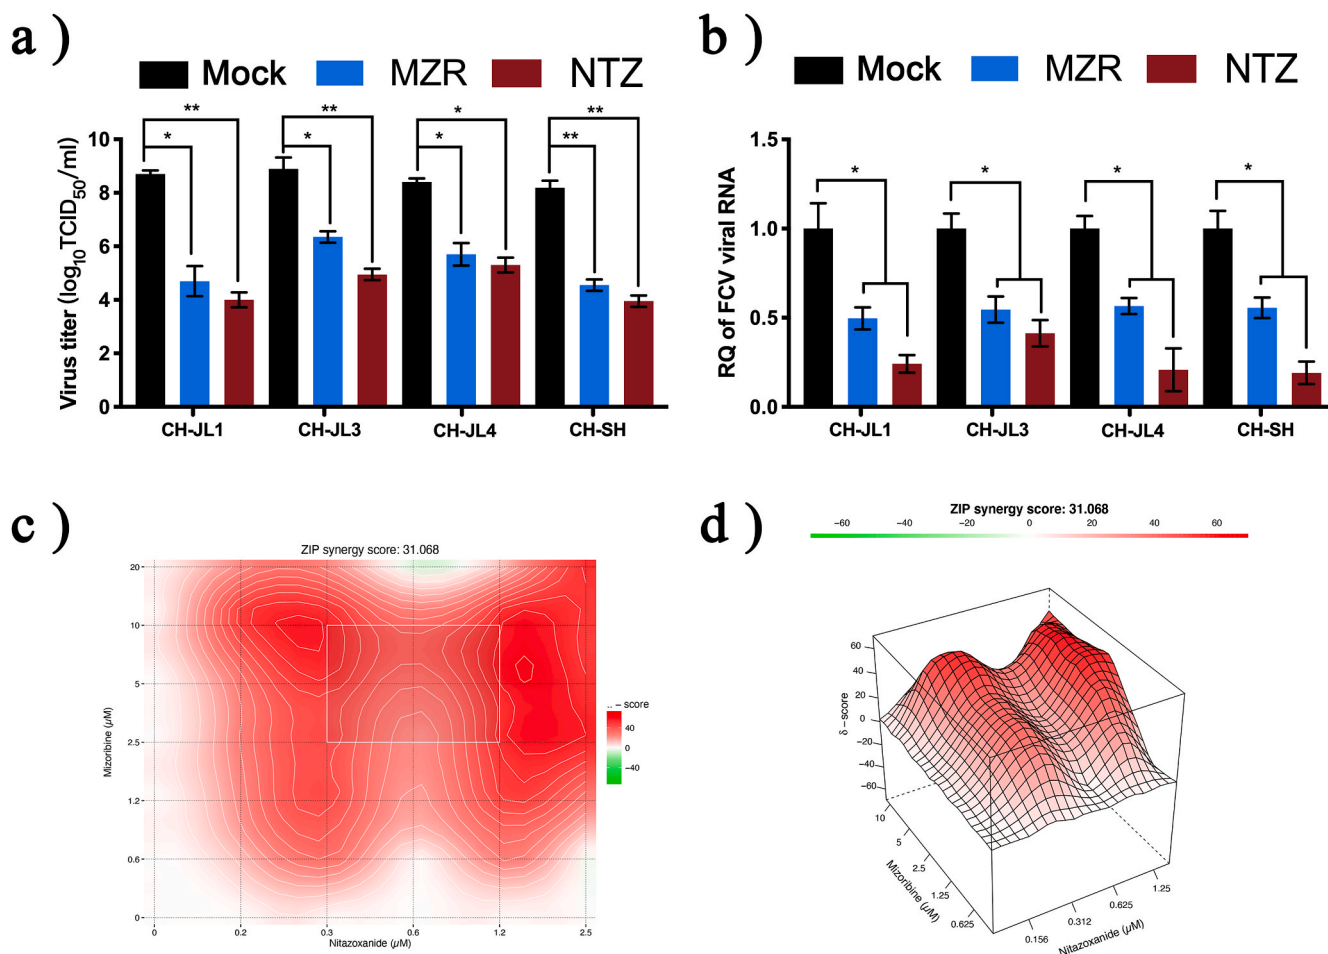 a )
Mock MZR NTZ
** ** * **
* * * **
Virus titer (log10TCID50/ml)
10
8
6
4
2
0
CH-JL1 CH-JL3 CH-JL4 CH-SH
b )
Mock MZR NTZ
* * * *
RQ of FCV viral RNA
1.5
1.0
0.5
0.0
CH-JL1 CH-JL3 CH-JL4 CH-SH
c )
ZIP synergy score: 31.068
Mizoribine (µM)
20
10
5
2.5
1.2
0.6
0
0 0.2 0.3 0.6 1.2 2.5
Nitazoxanide (µM)
.. – score
40
0
−40
d )
ZIP synergy score: 31.068
−60 −40 −20 0 20 40 60
δ −score
60
40
20
0
−20
−40
−60
10
5
2.5
1.25
0.625
Mizoribine (µM)
0.156 0.312 0.625 1.25
Nitazoxanide (µM)